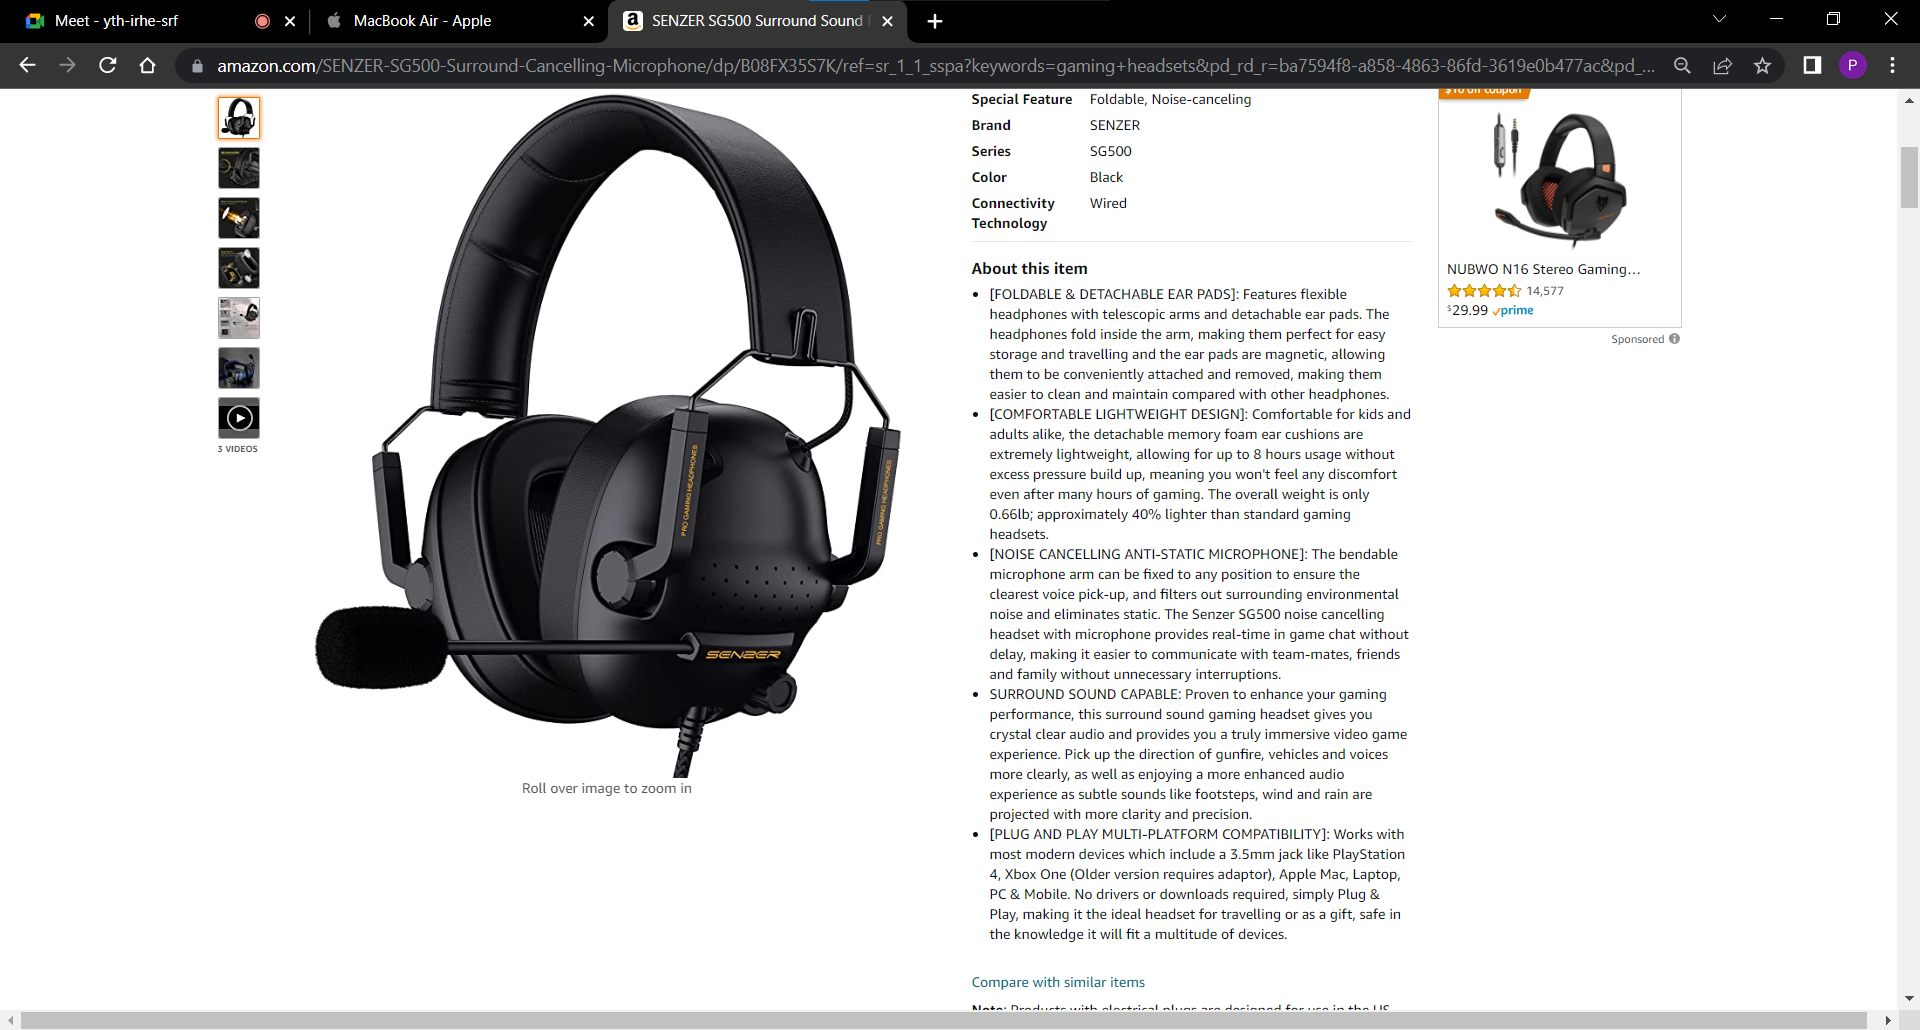 Meet - yth-irhe-srf
MacBook Air - Apple
SENZER SG500 Surround Sound
amazon.com/SENZER-SG500-Surround-Cancelling-Microphone/dp/B08FX35S7K/ref=sr_1_1_sspa?keywords=gaming+headsets&pd_rd_r=ba7594f8-a858-4863-86fd-3619e0b477ac&pd_...
P
3 VIDEOS
PRO GAMING HEADPHONES
PRO GAMING HEADPHONES
SENZER
Roll over image to zoom in
Special Feature Foldable, Noise-canceling
Brand SENZER
Series SG500
Color Black
Connectivity Wired
Technology
About this item
• [FOLDABLE & DETACHABLE EAR PADS]: Features flexible
headphones with telescopic arms and detachable ear pads. The
headphones fold inside the arm, making them perfect for easy
storage and travelling and the ear pads are magnetic, allowing
them to be conveniently attached and removed, making them
easier to clean and maintain compared with other headphones.
• [COMFORTABLE LIGHTWEIGHT DESIGN]: Comfortable for kids and
adults alike, the detachable memory foam ear cushions are
extremely lightweight, allowing for up to 8 hours usage without
excess pressure build up, meaning you won't feel any discomfort
even after many hours of gaming. The overall weight is only
0.66lb; approximately 40% lighter than standard gaming
headsets.
• [NOISE CANCELLING ANTI-STATIC MICROPHONE]: The bendable
microphone arm can be fixed to any position to ensure the
clearest voice pick-up, and filters out surrounding environmental
noise and eliminates static. The Senzer SG500 noise cancelling
headset with microphone provides real-time in game chat without
delay, making it easier to communicate with team-mates, friends
and family without unnecessary interruptions.
• SURROUND SOUND CAPABLE: Proven to enhance your gaming
performance, this surround sound gaming headset gives you
crystal clear audio and provides you a truly immersive video game
experience. Pick up the direction of gunfire, vehicles and voices
more clearly, as well as enjoying a more enhanced audio
experience as subtle sounds like footsteps, wind and rain are
projected with more clarity and precision.
• [PLUG AND PLAY MULTI-PLATFORM COMPATIBILITY]: Works with
most modern devices which include a 3.5mm jack like PlayStation
4, Xbox One (Older version requires adaptor), Apple Mac, Laptop,
PC & Mobile. No drivers or downloads required, simply Plug &
Play, making it the ideal headset for travelling or as a gift, safe in
the knowledge it will fit a multitude of devices.
Compare with similar items
Note: Products with electrical plugs are designed for use in the US.
$10 off coupon
NUBWO N16 Stereo Gaming...
14,577
$29.99 prime
Sponsored